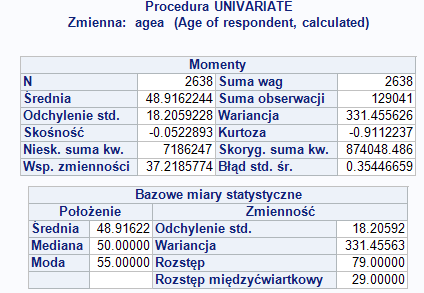 Procedura UNIVARIATE
Zmienna: agea (Age of respondent, calculated)
Momenty
N 2638 Suma wag 2638
Średnia 48.9162244 Suma obserwacji 129041
Odchylenie std. 18.2059228 Wariancja 331.455626
Skośność -0.0522893 Kurtoza -0.9112237
Niesk. suma kw. 7186247 Skoryg. suma kw. 874048.486
Wsp. zmienności 37.2185774 Błąd std. śr. 0.35446659
Bazowe miary statystyczne
Położenie Zmienność
Średnia 48.91622 Odchylenie std. 18.20592
Mediana 50.00000 Wariancja 331.45563
Moda 55.00000 Rozstęp 79.00000
Rozstęp międzyćwiartkowy 29.00000